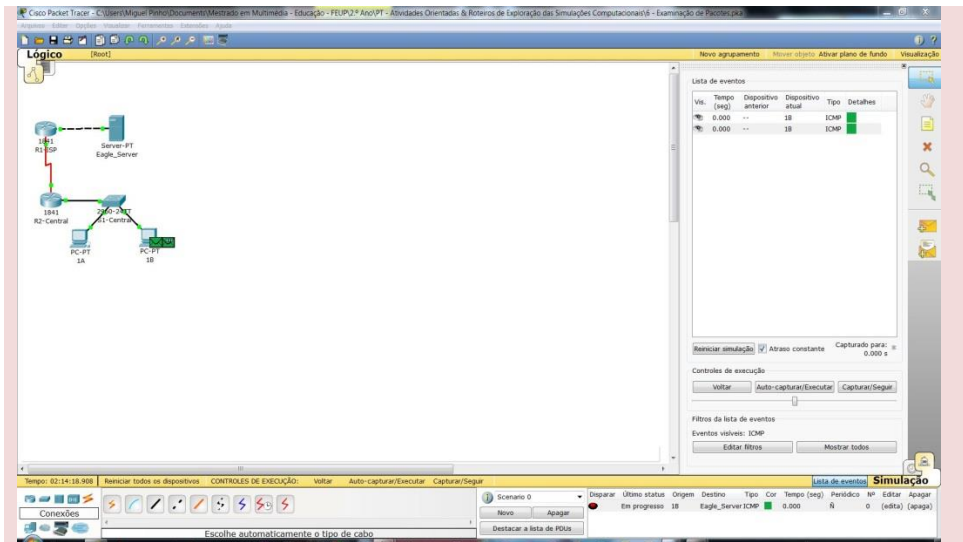 Cisco Packet Tracer - C:\Users\Miguel Pinho\Documents\Mestrado em Multimédia - Educação - FEUP\2.º Ano\PT - Atividades Orientadas & Roteiros de Exploração das Simulações Computacionais\6 - Examinação de Pacotes.pka
Arquivo Editar Opções Visualizar Ferramentas Extensões Ajuda
Lógico [Root] Novo agrupamento Mover objeto Ativar plano de fundo Visualização
Lista de eventos
Vis. Tempo (seg) Dispositivo anterior Dispositivo atual Tipo Detalhes
0.000 -- 1B ICMP
0.000 -- 1B ICMP
1841
R1-ISP
Server-PT
Eagle_Server
1841
R2-Central
2960-24TT
S1-Central
PC-PT
1A
PC-PT
1B
Reiniciar simulação Atraso constante Capturado para:
0.000 s
Controles de execução
Voltar Auto-capturar/Executar Capturar/Seguir
Filtros da lista de eventos
Eventos visíveis: ICMP
Editar filtros Mostrar todos
Tempo: 02:14:18.908 Reiniciar todos os dispositivos CONTROLES DE EXECUÇÃO: Voltar Auto-capturar/Executar Capturar/Seguir Lista de eventos Simulação
Conexões
Escolhe automaticamente o tipo de cabo
Scenario 0
Novo Apagar
Destacar a lista de PDUs
Disparar Último status Origem Destino Tipo Cor Tempo (seg) Periódico Nº Editar Apagar
Em progresso 1B Eagle_Server ICMP 0.000 Ñ 0 (edita) (apaga)